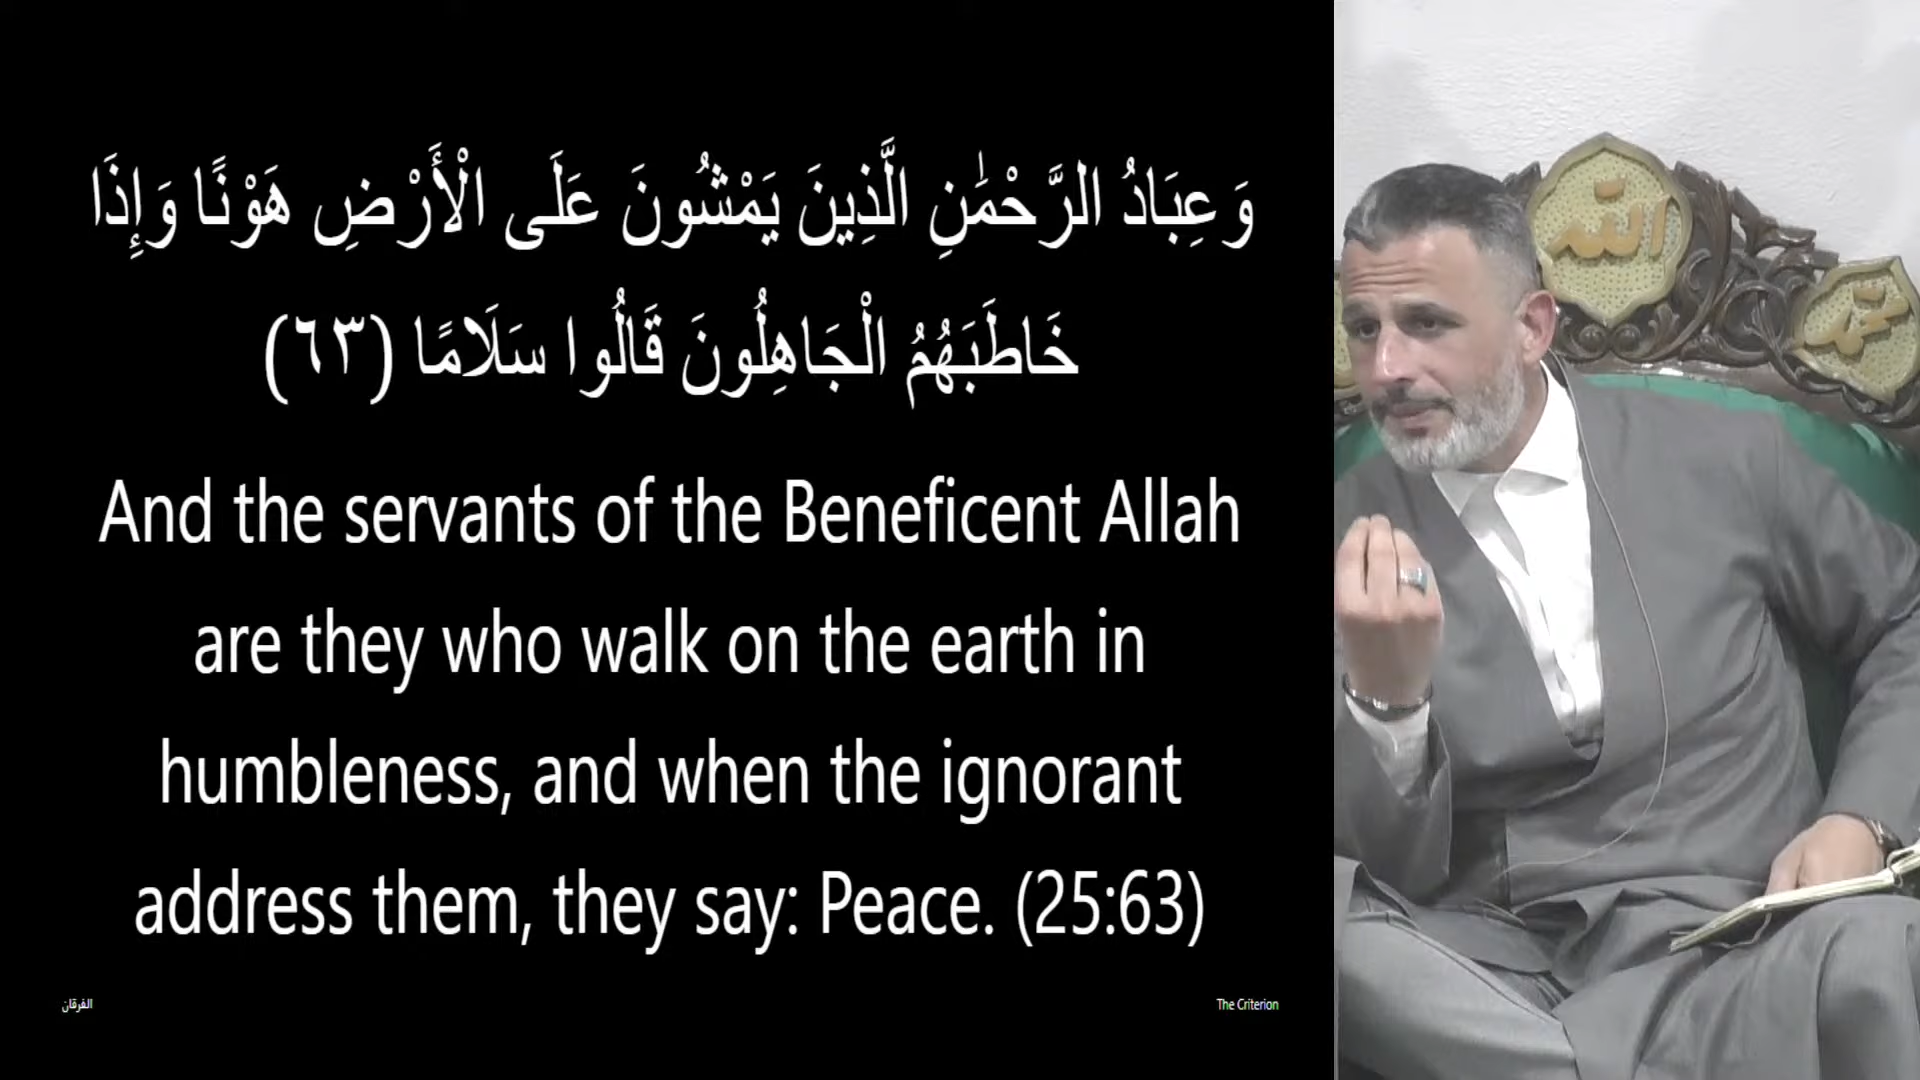 وَعِبَادُ الرَّحْمَٰنِ الَّذِينَ يَمْشُونَ عَلَى الْأَرْضِ هَوْنًا وَإِذَا
خَاطَبَهُمُ الْجَاهِلُونَ قَالُوا سَلَامًا (٦٣)
And the servants of the Beneficent Allah
are they who walk on the earth in
humbleness, and when the ignorant
address them, they say: Peace. (25:63)
الفرقان
The Criterion
الله
محمد